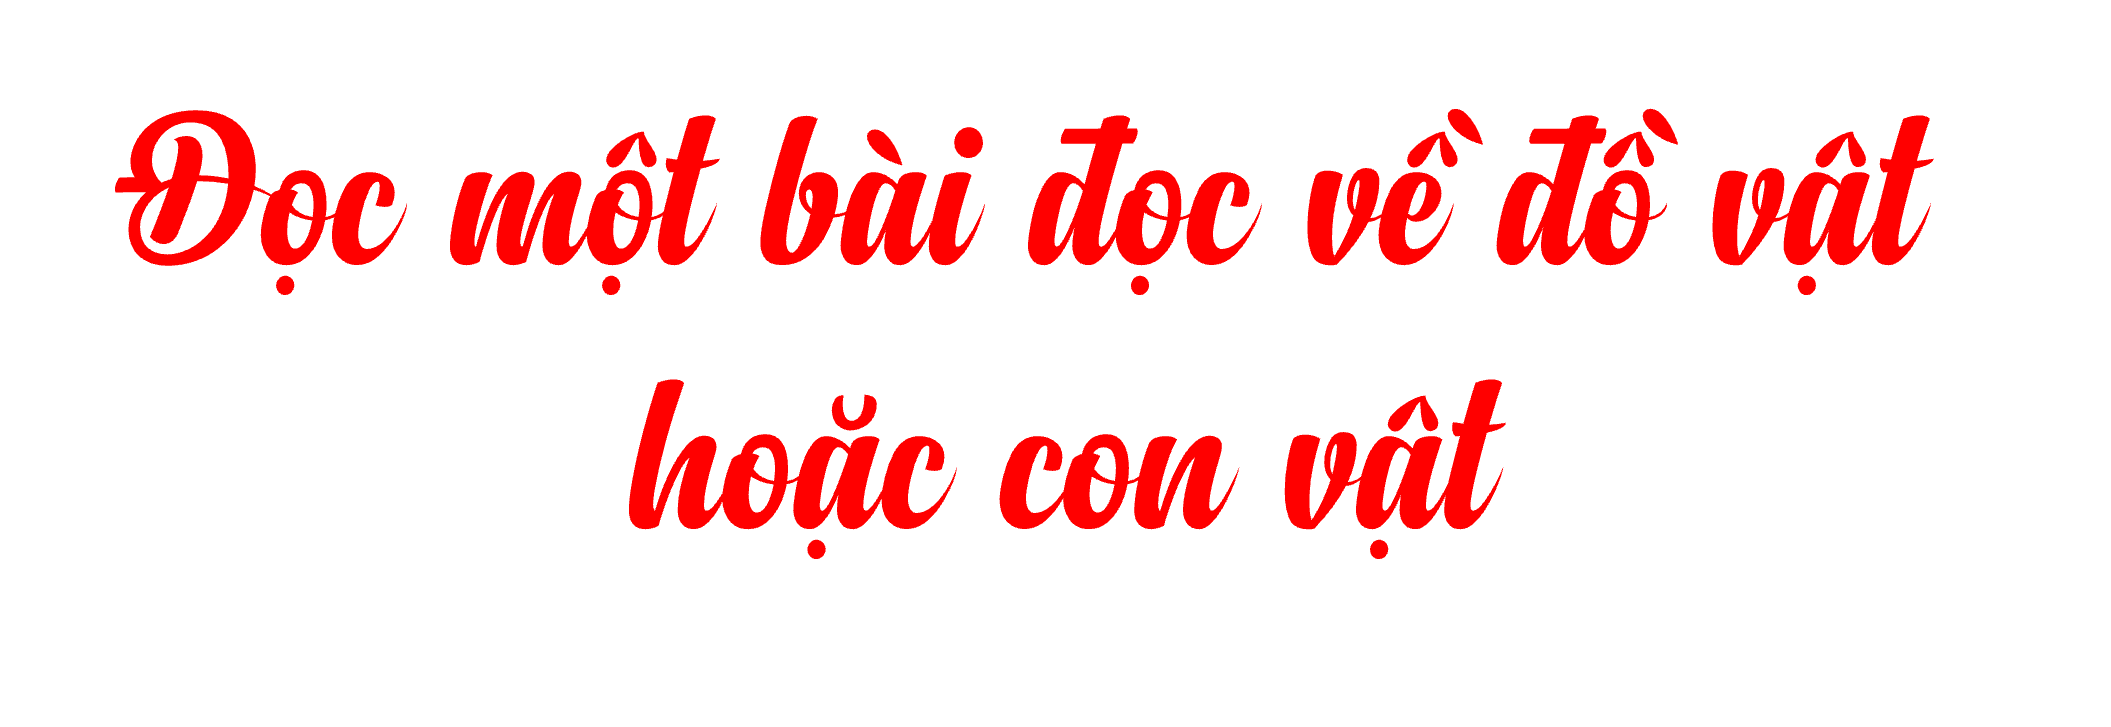 Đọc một bài đọc về đồ vật
hoặc con vật